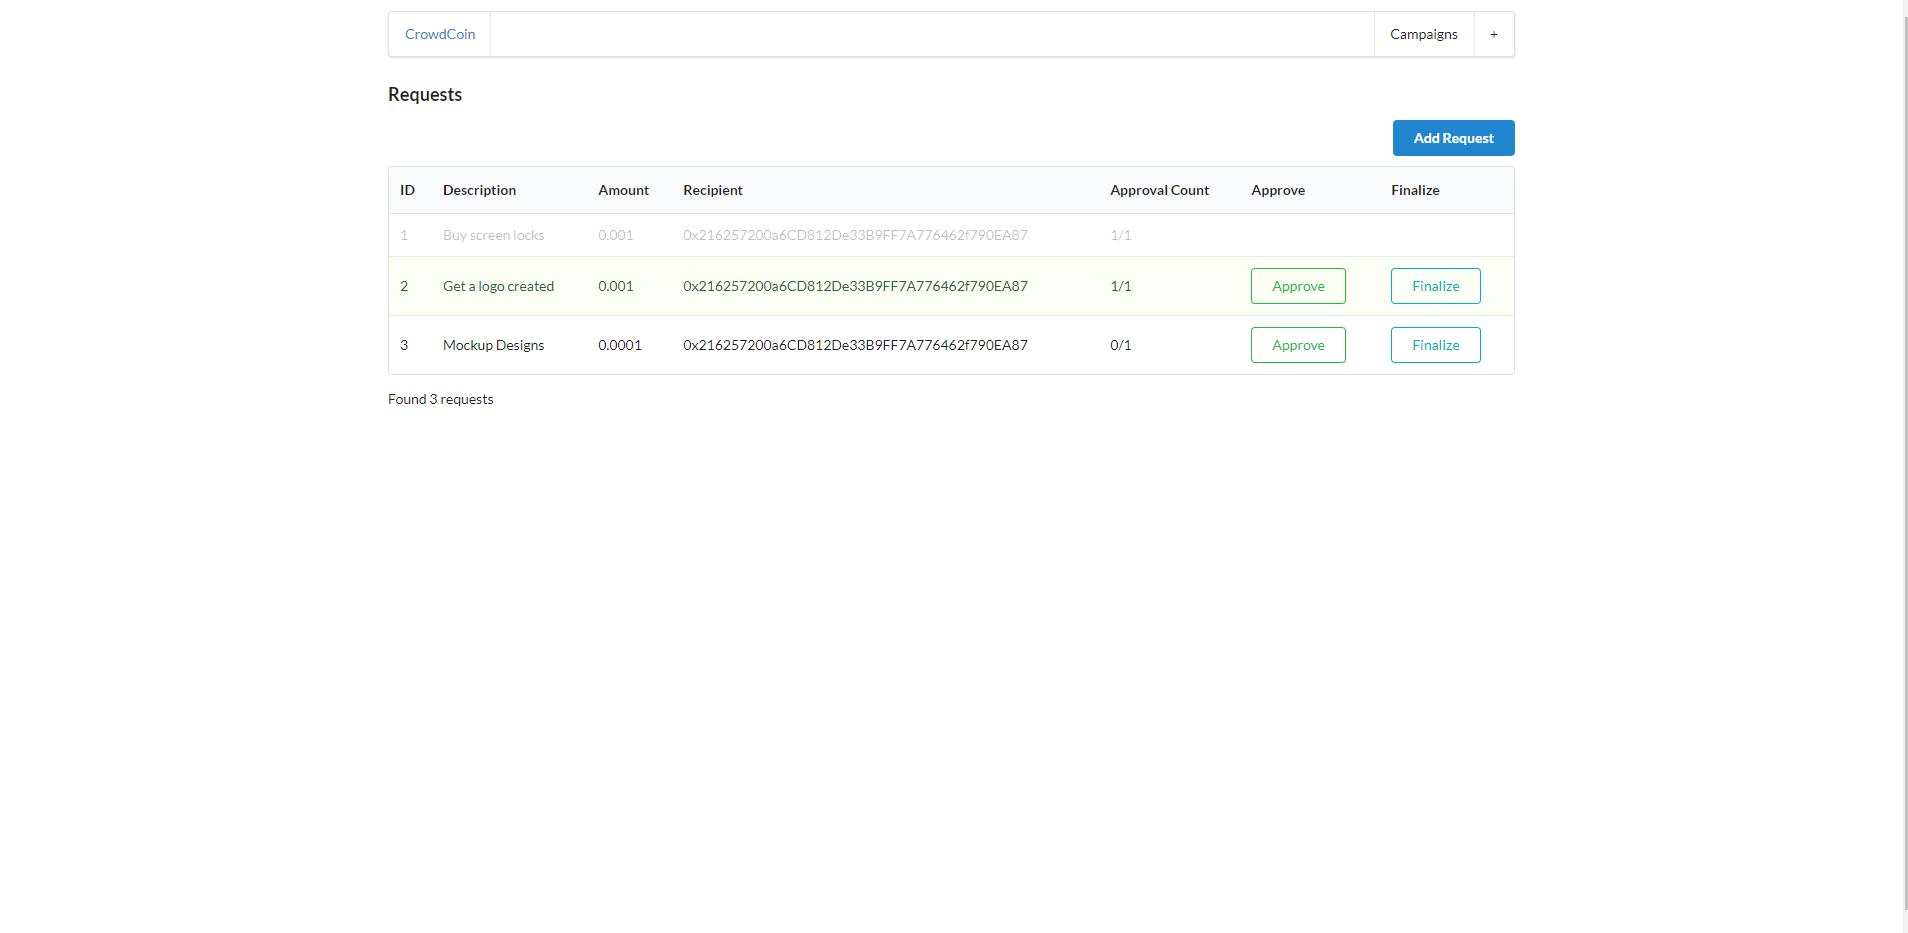 CrowdCoin Campaigns +
Requests
Add Request
ID Description Amount Recipient Approval Count Approve Finalize
1 Buy screen locks 0.001 0x216257200a6CD812De33B9FF7A776462f790EA87 1/1
2 Get a logo created 0.001 0x216257200a6CD812De33B9FF7A776462f790EA87 1/1 Approve Finalize
3 Mockup Designs 0.0001 0x216257200a6CD812De33B9FF7A776462f790EA87 0/1 Approve Finalize
Found 3 requests